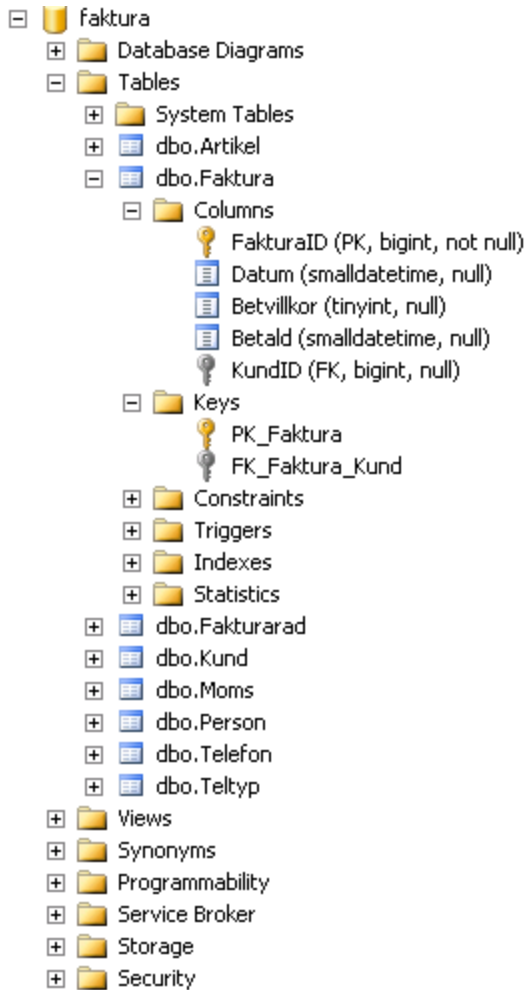 faktura
Database Diagrams
Tables
System Tables
dbo.Artikel
dbo.Faktura
Columns
FakturaID (PK, bigint, not null)
Datum (smalldatetime, null)
Betvillkor (tinyint, null)
Betald (smalldatetime, null)
KundID (FK, bigint, null)
Keys
PK_Faktura
FK_Faktura_Kund
Constraints
Triggers
Indexes
Statistics
dbo.Fakturarad
dbo.Kund
dbo.Moms
dbo.Person
dbo.Telefon
dbo.Teltyp
Views
Synonyms
Programmability
Service Broker
Storage
Security